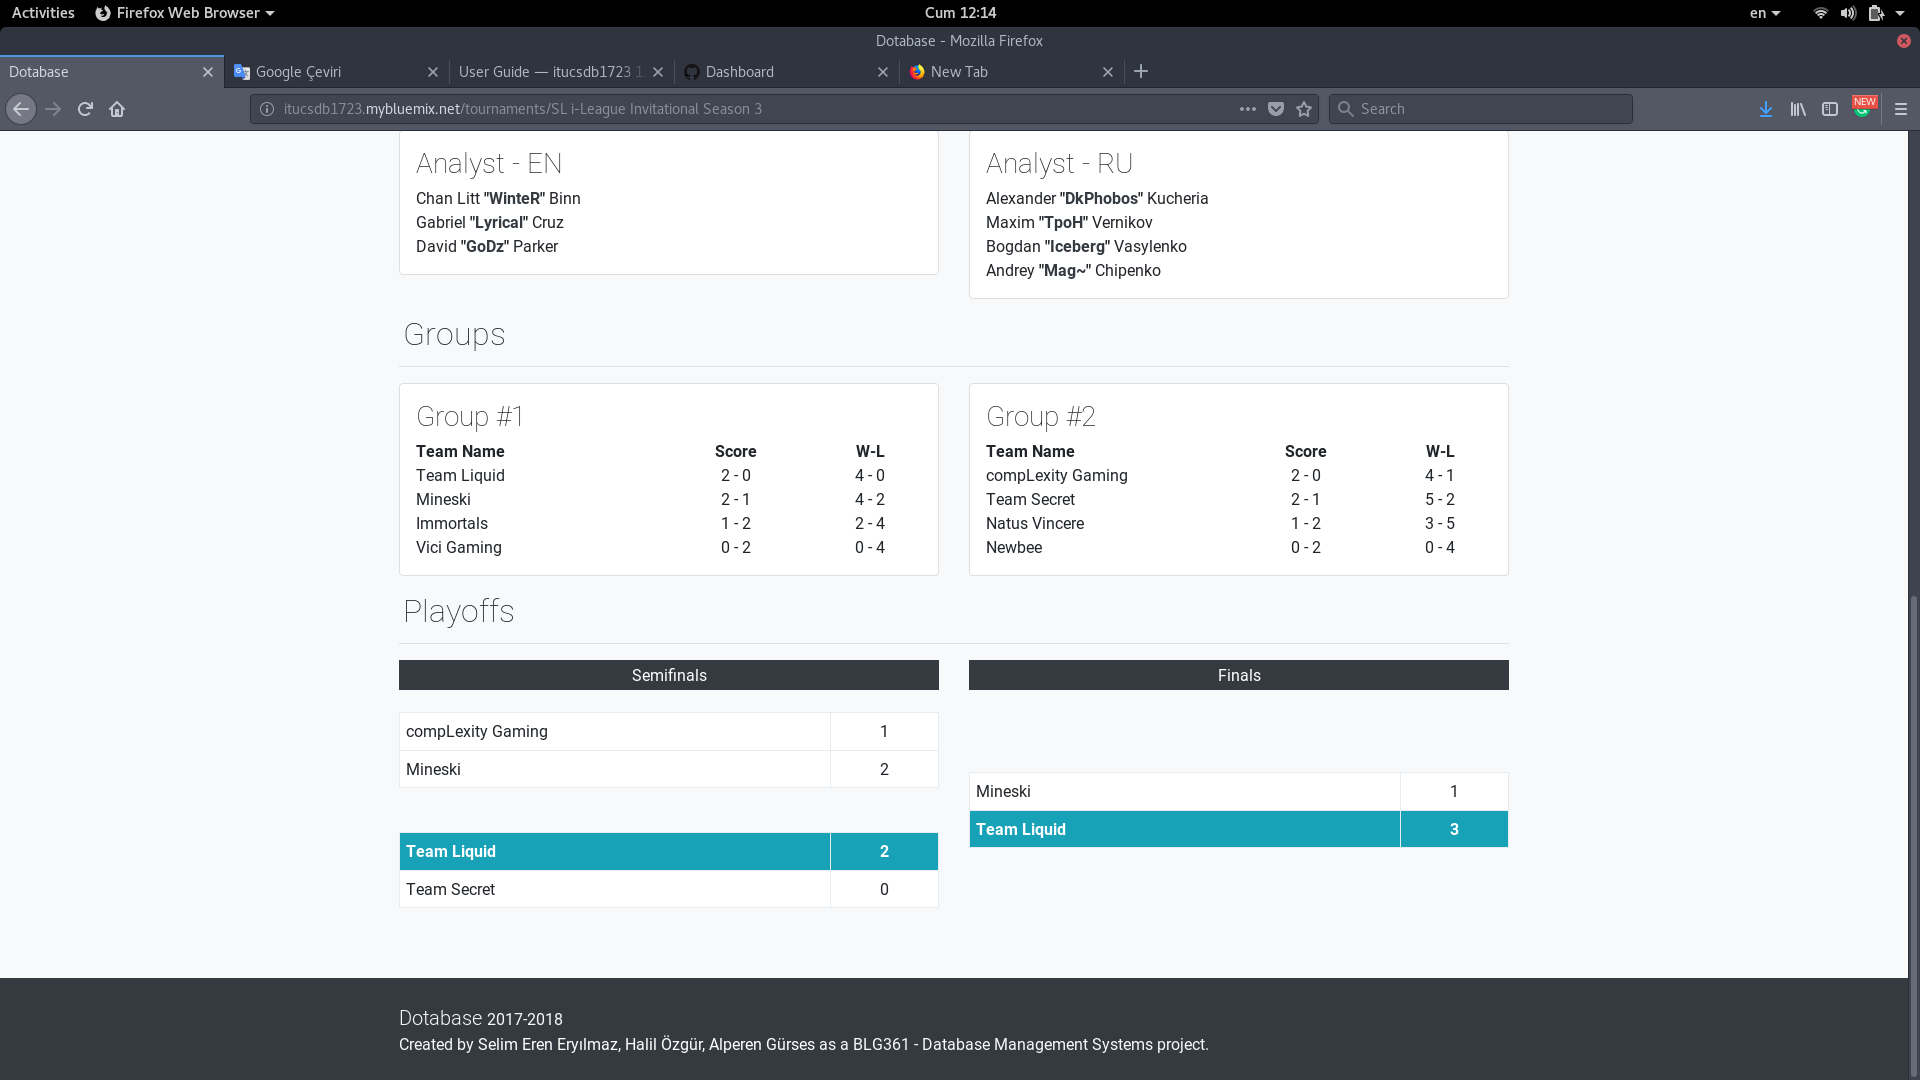 Activities Firefox Web Browser Cum 12:14 en
Dotabase - Mozilla Firefox
Dotabase Google Çeviri User Guide — itucsdb1723 1 Dashboard New Tab
itucsdb1723.mybluemix.net/tournaments/SL i-League Invitational Season 3 Search NEW
Analyst - EN
Chan Litt "WinteR" Binn
Gabriel "Lyrical" Cruz
David "GoDz" Parker
Analyst - RU
Alexander "DkPhobos" Kucheria
Maxim "TpoH" Vernikov
Bogdan "Iceberg" Vasylenko
Andrey "Mag~" Chipenko
Groups
Group #1
Team Name Score W-L
Team Liquid 2 - 0 4 - 0
Mineski 2 - 1 4 - 2
Immortals 1 - 2 2 - 4
Vici Gaming 0 - 2 0 - 4
Group #2
Team Name Score W-L
compLexity Gaming 2 - 0 4 - 1
Team Secret 2 - 1 5 - 2
Natus Vincere 1 - 2 3 - 5
Newbee 0 - 2 0 - 4
Playoffs
Semifinals
compLexity Gaming 1
Mineski 2
Team Liquid 2
Team Secret 0
Finals
Mineski 1
Team Liquid 3
Dotabase 2017-2018
Created by Selim Eren Eryılmaz, Halil Özgür, Alperen Gürses as a BLG361 - Database Management Systems project.